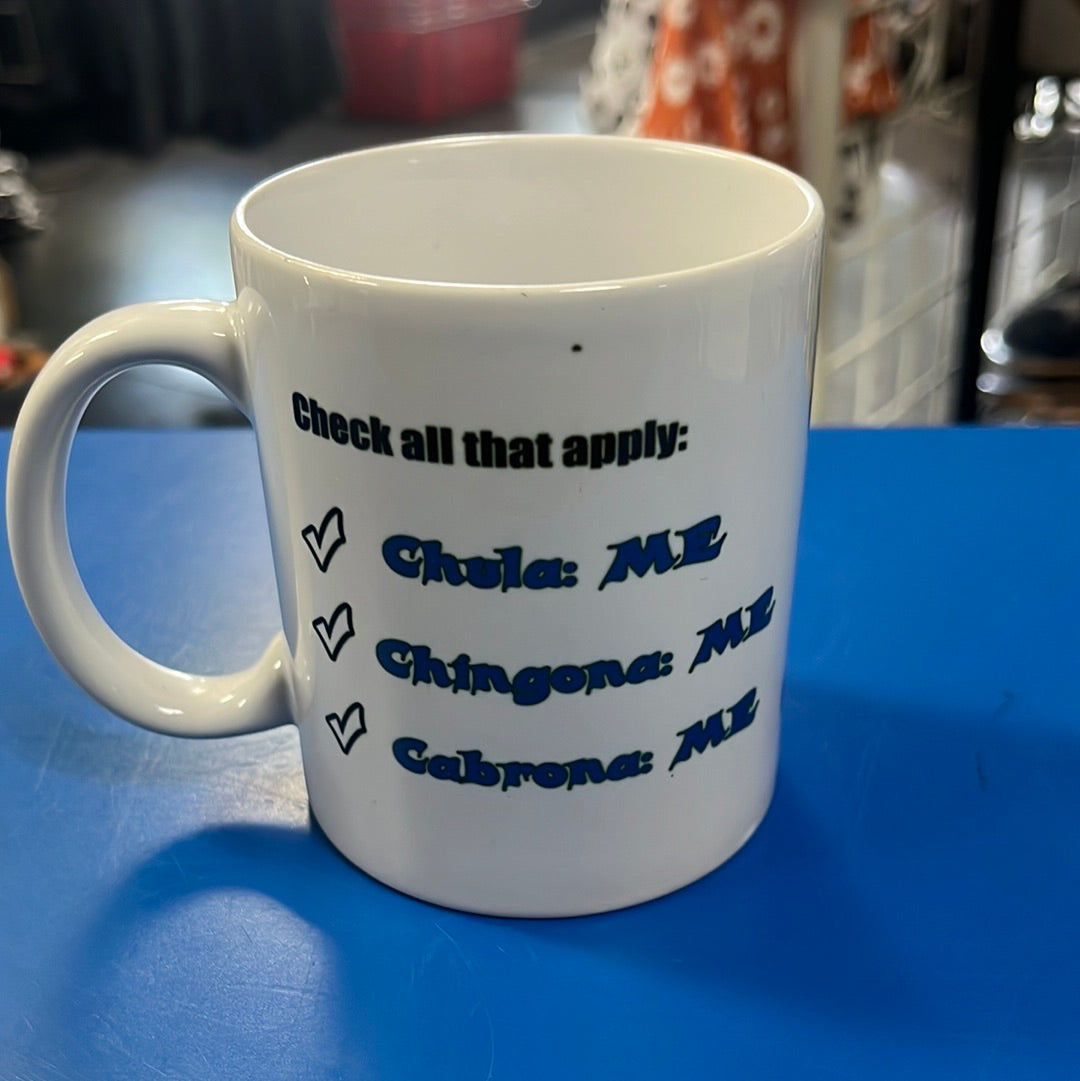 Check all that apply:
Chula: ME
Chingona: ME
Cabrona: ME